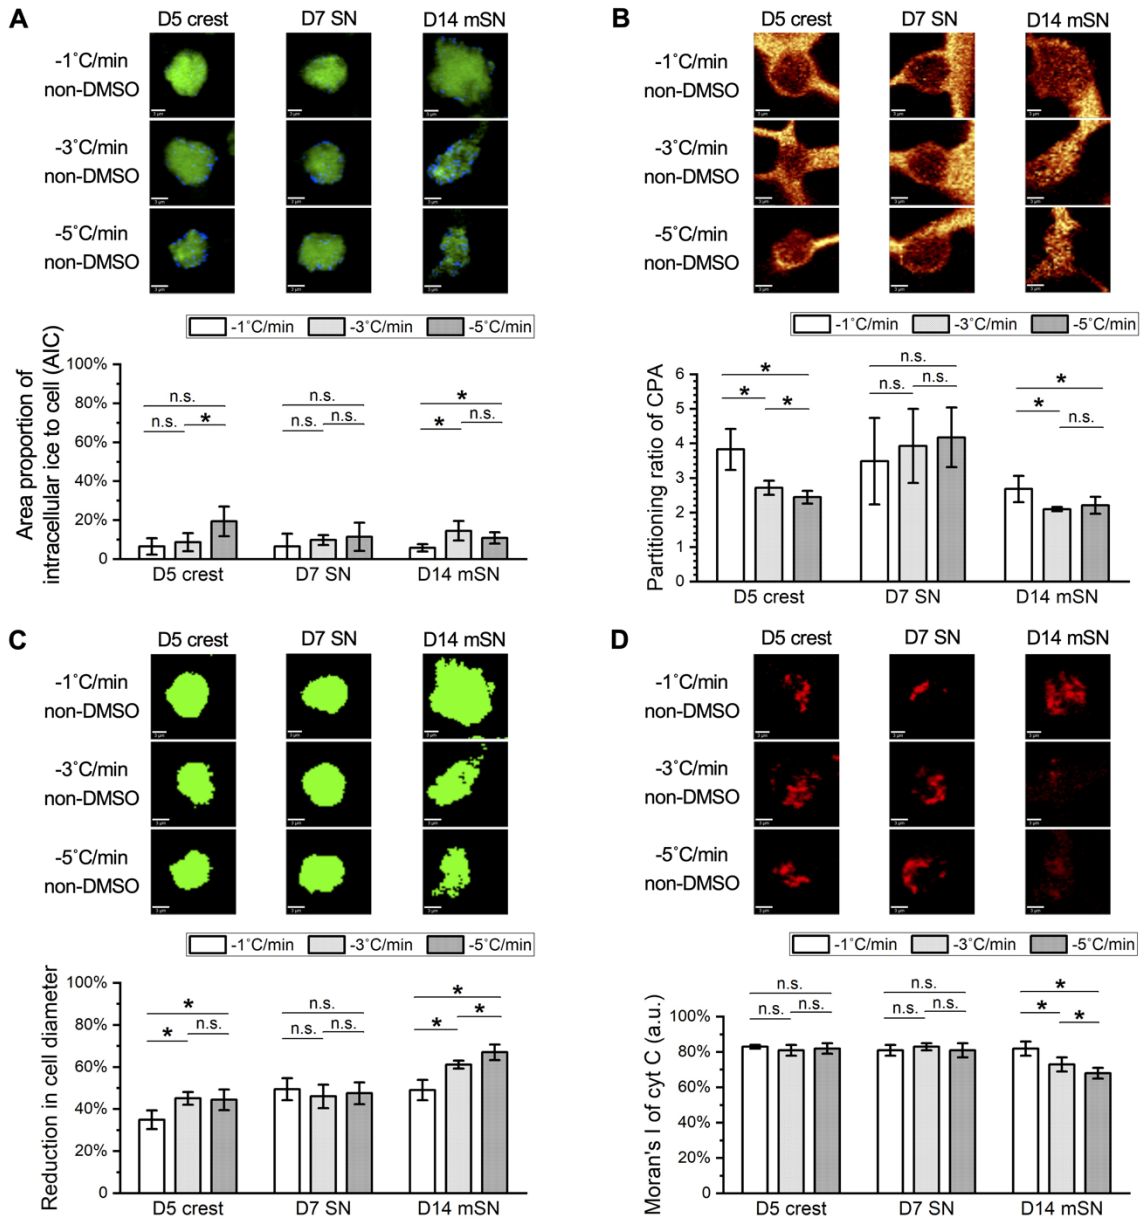 A
D5 crest D7 SN D14 mSN
-1˚C/min
non-DMSO
-3˚C/min
non-DMSO
-5˚C/min
non-DMSO
-1˚C/min -3˚C/min -5˚C/min
Area proportion of
intracellular ice to cell (AIC)
100%
80%
60%
40%
20%
0
n.s.
n.s. *
n.s.
n.s. n.s.
*
* n.s.
D5 crest D7 SN D14 mSN
B
D5 crest D7 SN D14 mSN
-1˚C/min
non-DMSO
-3˚C/min
non-DMSO
-5˚C/min
non-DMSO
-1˚C/min -3˚C/min -5˚C/min
Partitioning ratio of CPA
6
5
4
3
2
1
0
*
* *
n.s.
n.s. n.s.
*
* n.s.
D5 crest D7 SN D14 mSN
C
D5 crest D7 SN D14 mSN
-1˚C/min
non-DMSO
-3˚C/min
non-DMSO
-5˚C/min
non-DMSO
-1˚C/min -3˚C/min -5˚C/min
Reduction in cell diameter
100%
80%
60%
40%
20%
0
*
* n.s.
n.s.
n.s. n.s.
*
* *
D5 crest D7 SN D14 mSN
D
D5 crest D7 SN D14 mSN
-1˚C/min
non-DMSO
-3˚C/min
non-DMSO
-5˚C/min
non-DMSO
-1˚C/min -3˚C/min -5˚C/min
Moran's I of cyt C (a.u.)
100%
80%
60%
40%
20%
0
n.s.
n.s. n.s.
n.s.
n.s. n.s.
*
* *
D5 crest D7 SN D14 mSN